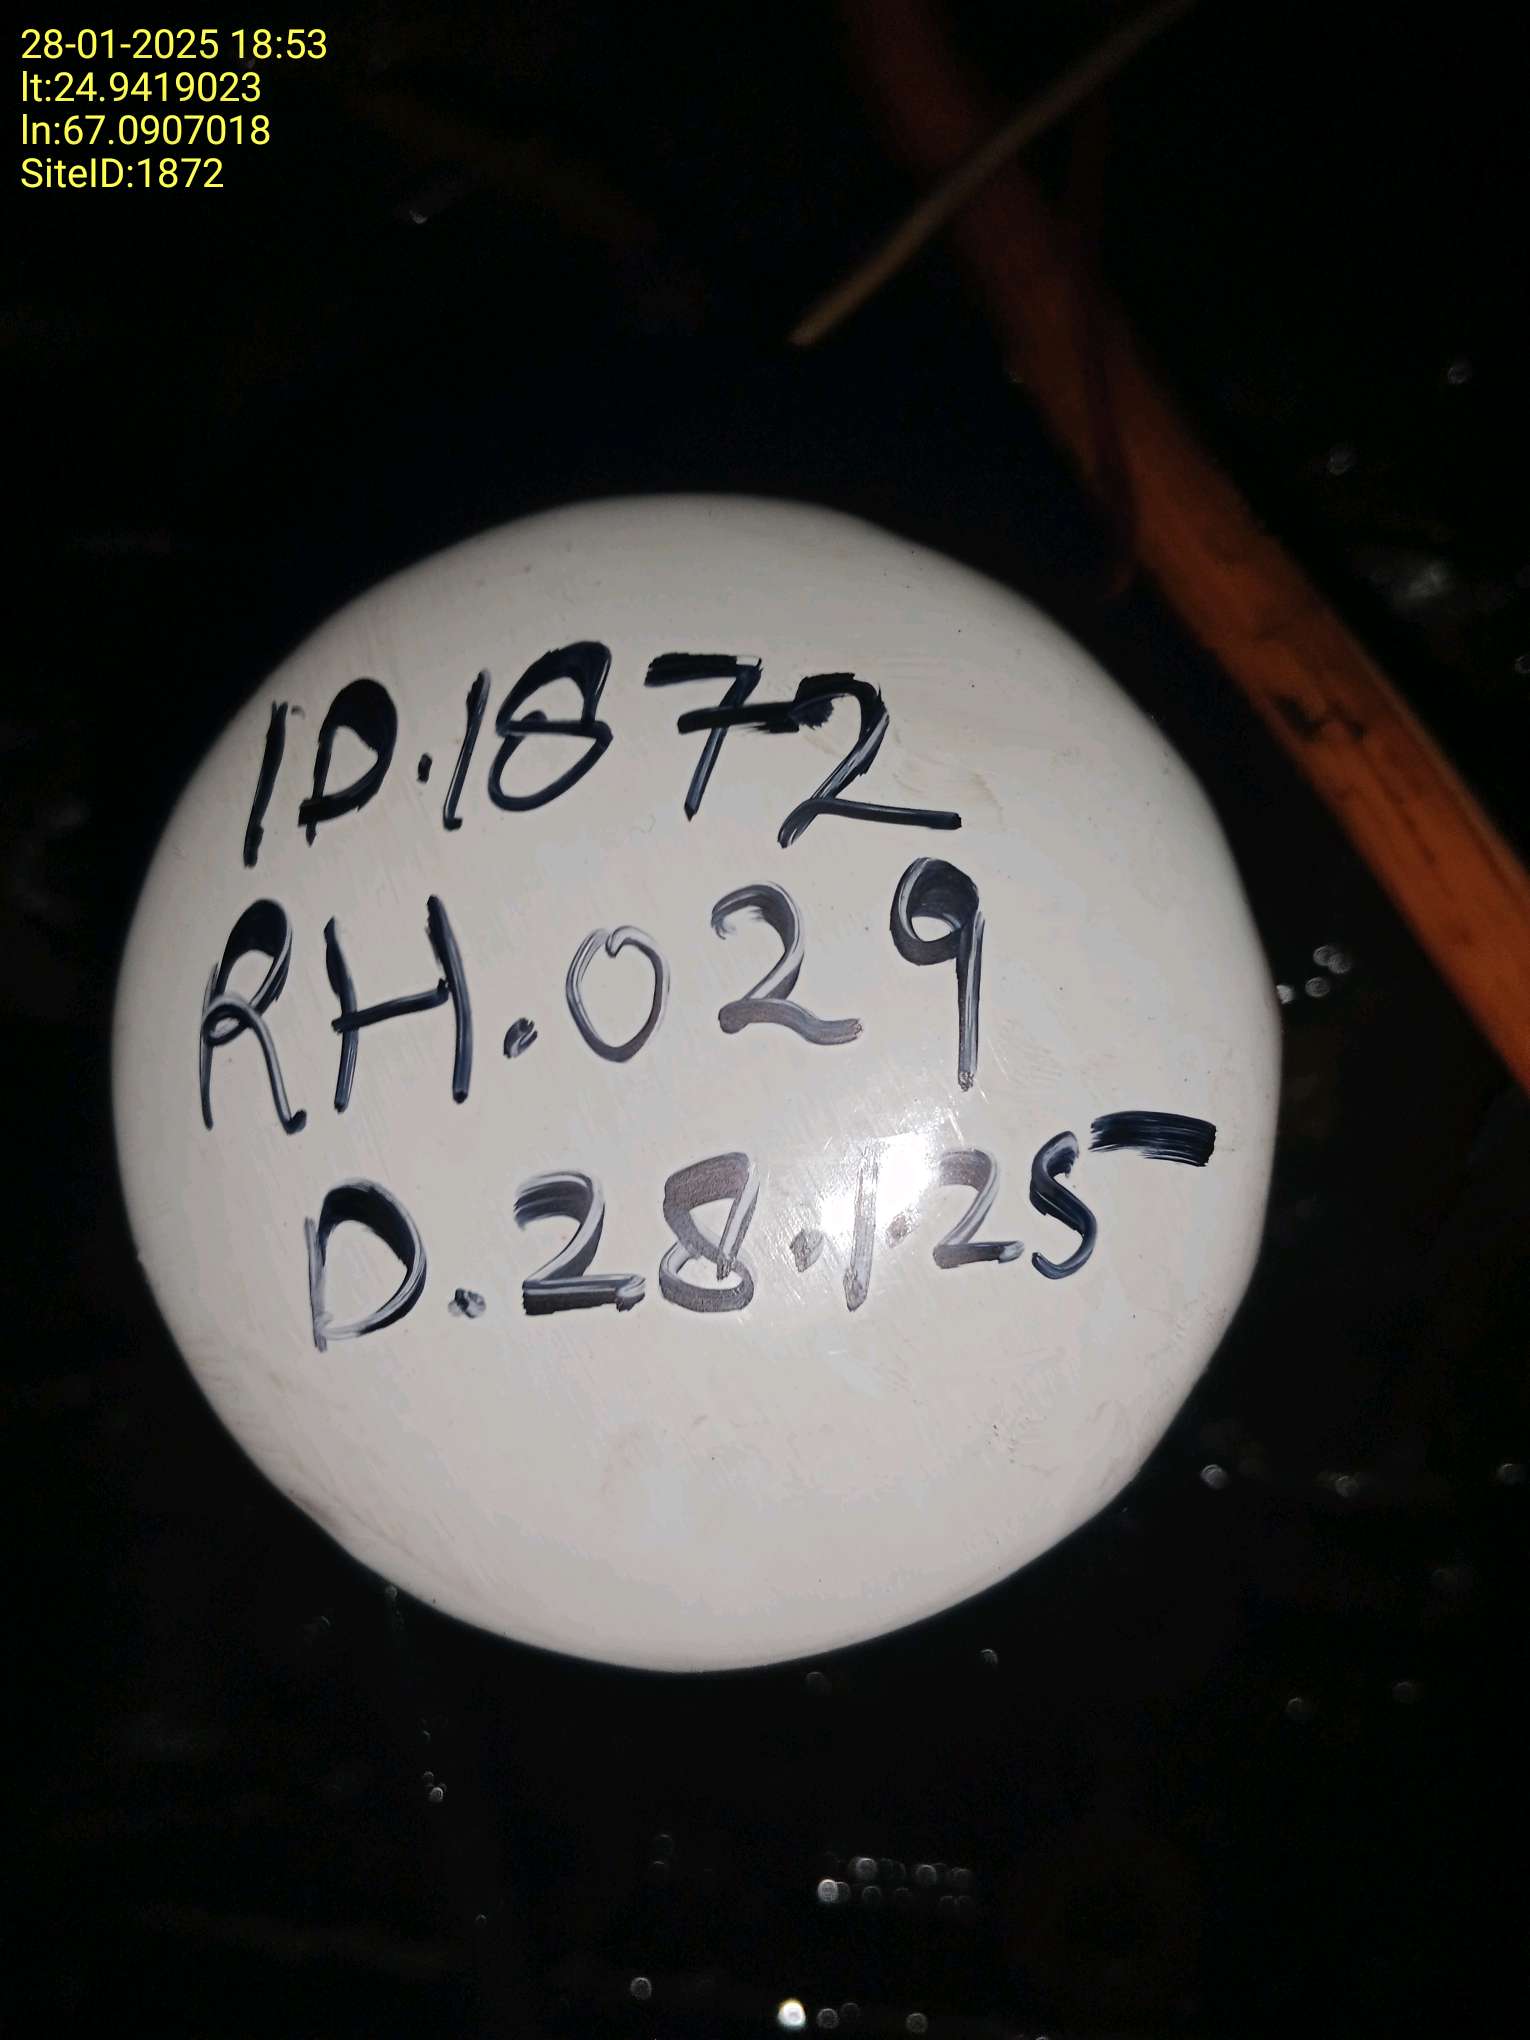 28-01-2025 18:53
lt:24.9419023
ln:67.0907018
SiteID:1872
ID.1872
RH.029
D.28.1.25